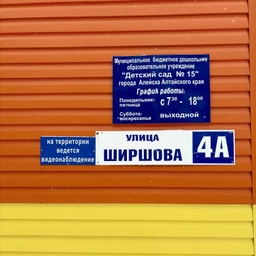 Муниципальное бюджетное дошкольное
образовательное учреждение
"Детский сад № 15"
города Алейска Алтайского края
График работы:
Понедельник-
пятница
с 7³⁰ - 18⁰⁰
Суббота-
воскресенье
выходной
на территории
ведется
видеонаблюдение
УЛИЦА
ШИРШОВА
4А